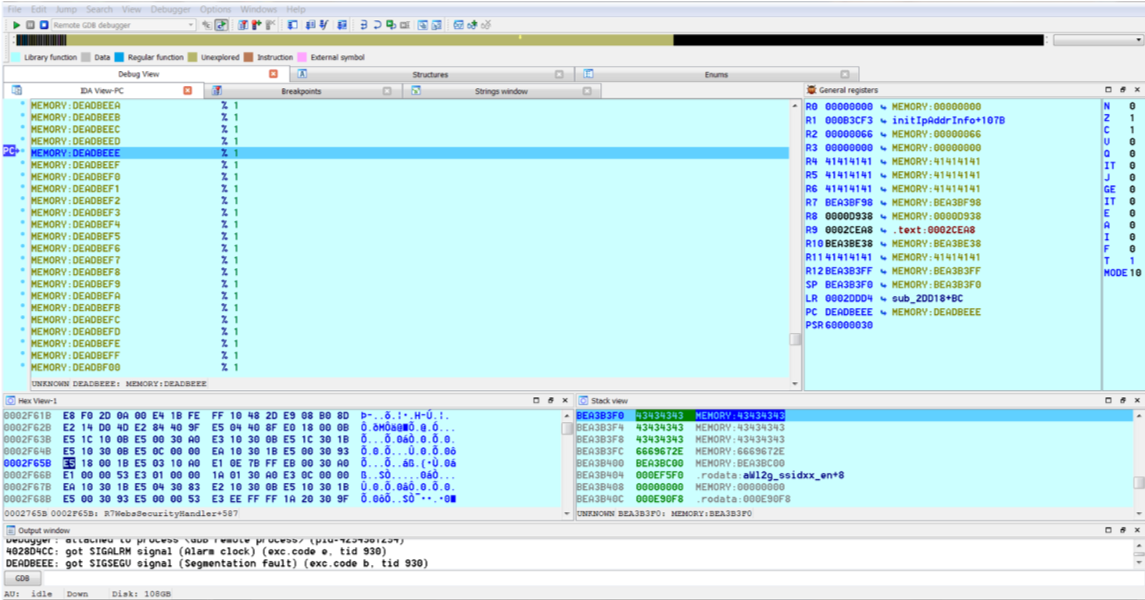 File Edit Jump Search View Debugger Options Windows Help
Remote GDB debugger
Library function Data Regular function Unexplored Instruction External symbol
Debug View Structures Enums
IDA View-PC Breakpoints Strings window General registers
MEMORY:DEADBEEA % 1
MEMORY:DEADBEEB % 1
MEMORY:DEADBEEC % 1
MEMORY:DEADBEED % 1
PC MEMORY:DEADBEEE % 1
MEMORY:DEADBEEF % 1
MEMORY:DEADBEF0 % 1
MEMORY:DEADBEF1 % 1
MEMORY:DEADBEF2 % 1
MEMORY:DEADBEF3 % 1
MEMORY:DEADBEF4 % 1
MEMORY:DEADBEF5 % 1
MEMORY:DEADBEF6 % 1
MEMORY:DEADBEF7 % 1
MEMORY:DEADBEF8 % 1
MEMORY:DEADBEF9 % 1
MEMORY:DEADBEFA % 1
MEMORY:DEADBEFB % 1
MEMORY:DEADBEFC % 1
MEMORY:DEADBEFD % 1
MEMORY:DEADBEFE % 1
MEMORY:DEADBEFF % 1
MEMORY:DEADBF00 % 1
UNKNOWN DEADBEEE: MEMORY:DEADBEEE
R0 00000000 MEMORY:00000000
R1 000B3CF3 initIpAddrInfo+107B
R2 00000066 MEMORY:00000066
R3 00000000 MEMORY:00000000
R4 41414141 MEMORY:41414141
R5 41414141 MEMORY:41414141
R6 41414141 MEMORY:41414141
R7 BEA3BF98 MEMORY:BEA3BF98
R8 0000D938 MEMORY:0000D938
R9 0002CEA8 .text:0002CEA8
R10 BEA3BE38 MEMORY:BEA3BE38
R11 41414141 MEMORY:41414141
R12 BEA3B3FF MEMORY:BEA3B3FF
SP BEA3B3F0 MEMORY:BEA3B3F0
LR 0002DDD4 sub_2DD18+BC
PC DEADBEEE MEMORY:DEADBEEE
PSR 60000030
N 0
Z 1
C 1
V 0
Q 0
IT 0
J 0
GE 0
IT 0
E 0
A 0
I 0
F 0
T 1
MODE 10
Hex View-1
0002F61B E8 F0 2D 0A 00 E4 1B FE FF 10 48 2D E9 08 B0 8D
0002F62B E2 14 D0 4D E2 84 40 9F E5 04 40 8F E0 18 00 0B
0002F63B E5 1C 10 0B E5 00 30 A0 E3 10 30 0B E5 1C 30 1B
0002F64B E5 10 30 0B E5 0C 00 00 EA 10 30 1B E5 00 30 93
0002F65B E5 18 00 1B E5 03 10 A0 E1 0E 7B FF EB 00 30 A0
0002F66B E1 00 00 53 E3 01 00 00 1A 01 30 A0 E3 0C 00 00
0002F67B EA 10 30 1B E5 04 30 83 E2 10 30 0B E5 10 30 1B
0002F68B E5 00 30 93 E5 00 00 53 E3 EE FF FF 1A 20 30 9F
0002765B 0002F65B: R7WebsSecurityHandler+587
Stack view
BEA3B3F0 43434343 MEMORY:43434343
BEA3B3F4 43434343 MEMORY:43434343
BEA3B3F8 43434343 MEMORY:43434343
BEA3B3FC 6669672E MEMORY:6669672E
BEA3B400 BEA3BC00 MEMORY:BEA3BC00
BEA3B404 000EF5F0 .rodata:aWl2g_ssidxx_en+8
BEA3B408 00000000 MEMORY:00000000
BEA3B40C 000E90F8 .rodata:000E90F8
UNKNOWN BEA3B3F0: MEMORY:BEA3B3F0
Output window
Debugger: attached to process <GDB remote process> (pid=4294967294)
4028D4CC: got SIGALRM signal (Alarm clock) (exc.code e, tid 930)
DEADBEEE: got SIGSEGV signal (Segmentation fault) (exc.code b, tid 930)
GDB
AU: idle Down Disk: 108GB